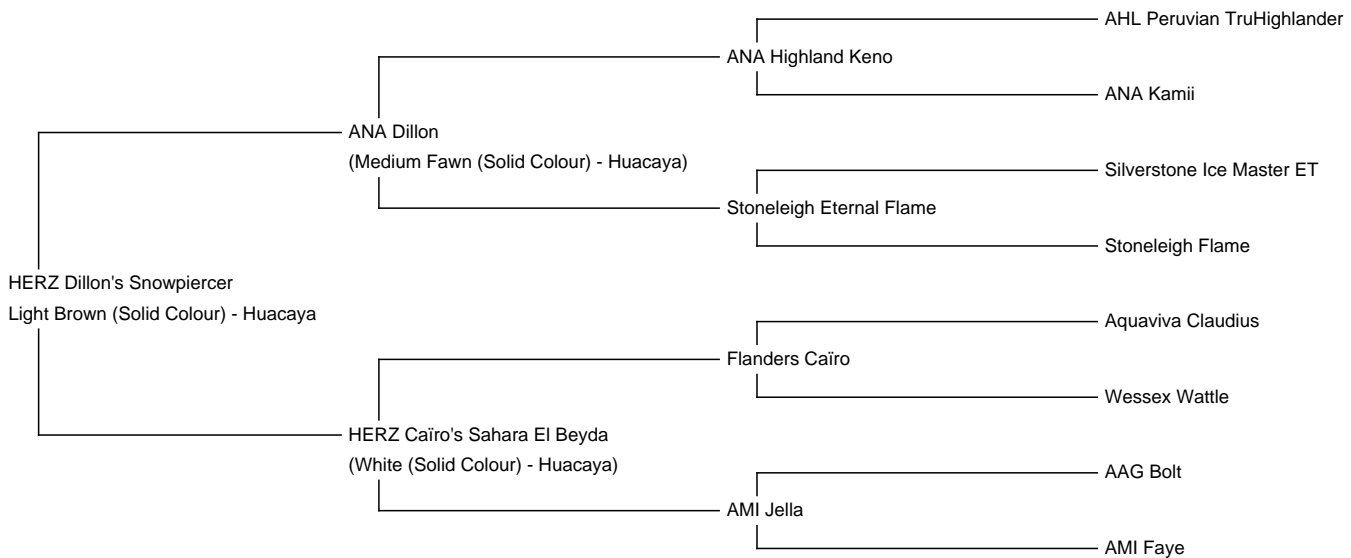 AHL Peruvian TruHighlander
ANA Highland Keno
ANA Kamii
ANA Dillon
(Medium Fawn (Solid Colour) - Huacaya)
Silverstone Ice Master ET
Stoneleigh Eternal Flame
Stoneleigh Flame
HERZ Dillon's Snowpiercer
Light Brown (Solid Colour) - Huacaya
Aquaviva Claudius
Flanders Caïro
Wessex Wattle
HERZ Caïro's Sahara El Beyda
(White (Solid Colour) - Huacaya)
AAG Bolt
AMI Jella
AMI Faye